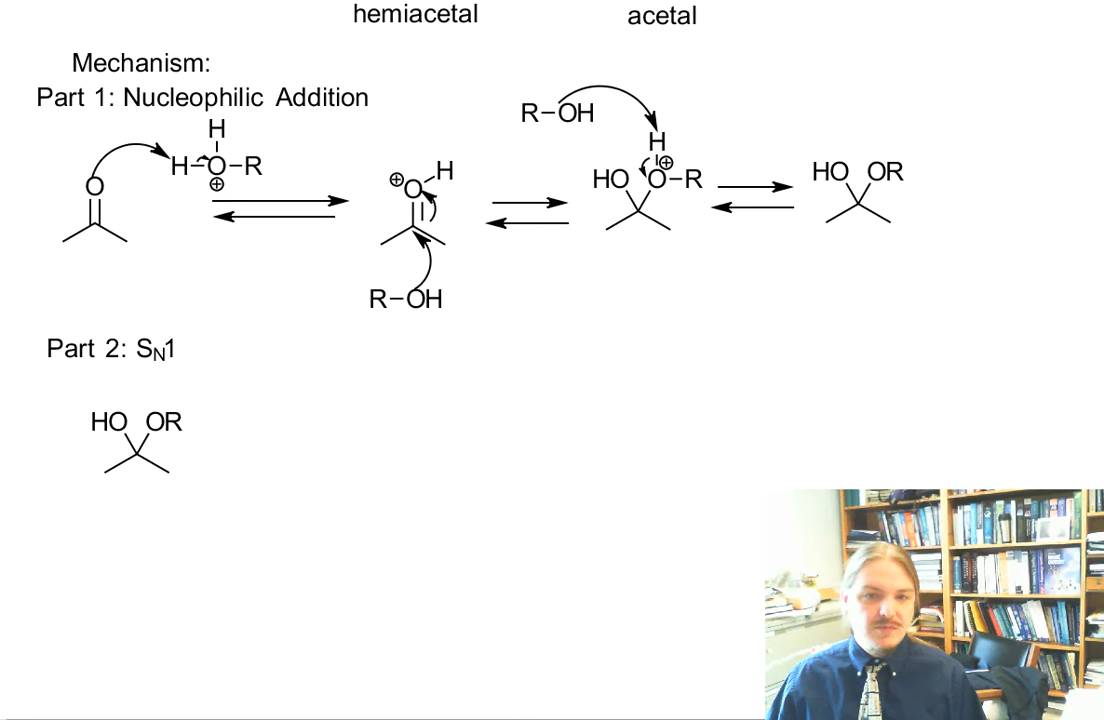 hemiacetal acetal
Mechanism:
Part 1: Nucleophilic Addition
R–OH
H
H
H–O–R
⊕
⊕
O
H
H
⊕
HO
O–R
HO OR
O
R–OH
Part 2: SN1
HO OR